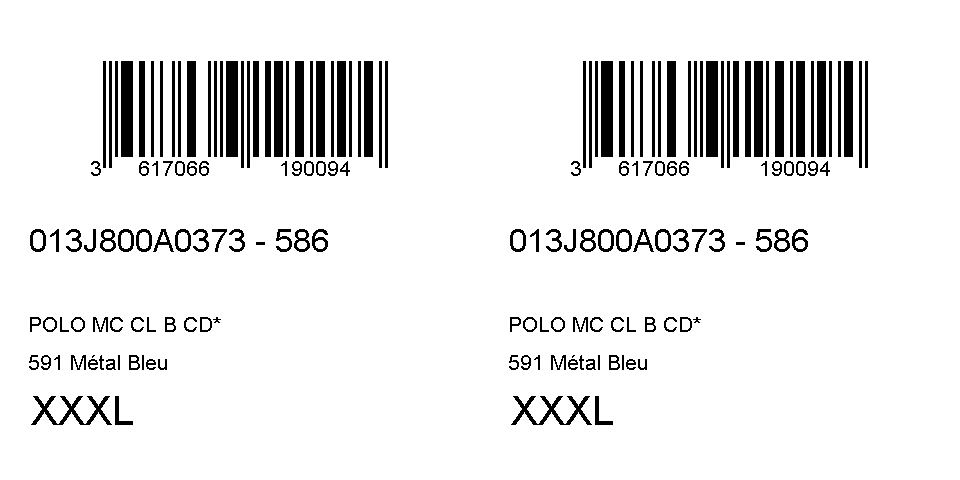 3 617066 190094
013J800A0373 - 586
POLO MC CL B CD*
591 Métal Bleu
XXXL
3 617066 190094
013J800A0373 - 586
POLO MC CL B CD*
591 Métal Bleu
XXXL